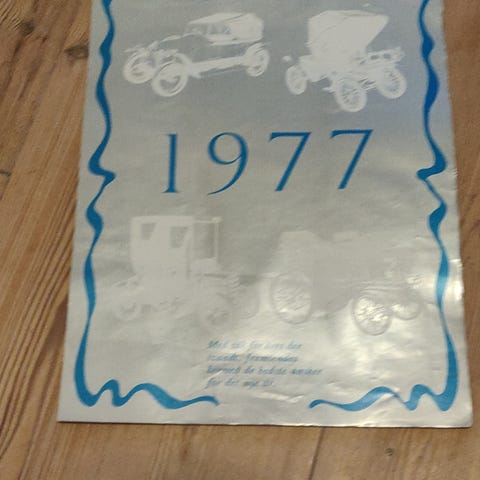 1977
Med tak for året der
svandt, fremsendes
herved de bedste ønsker
for det nye år.